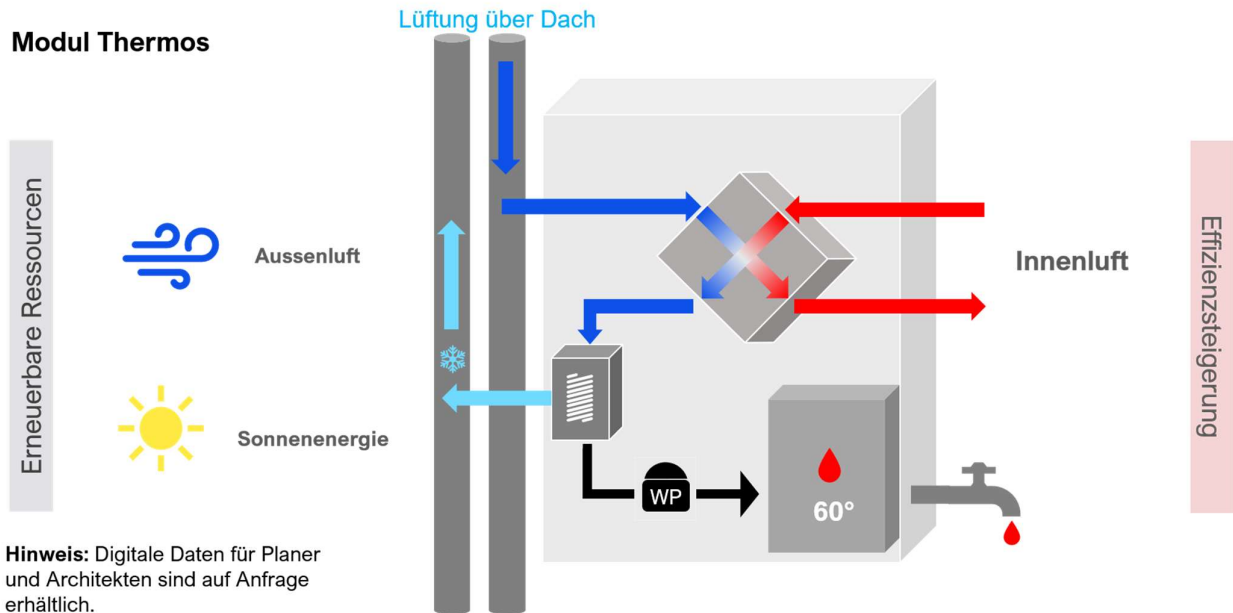 Lüftung über Dach
Modul Thermos
Erneuerbare Ressourcen
Aussenluft
Sonnenenergie
Innenluft
Effizienzsteigerung
WP
60°
Hinweis: Digitale Daten für Planer
und Architekten sind auf Anfrage
erhältlich.